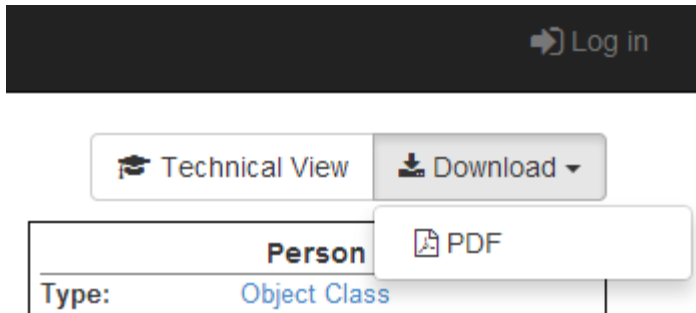 Log in
Technical View Download
PDF
Person
Type: Object Class